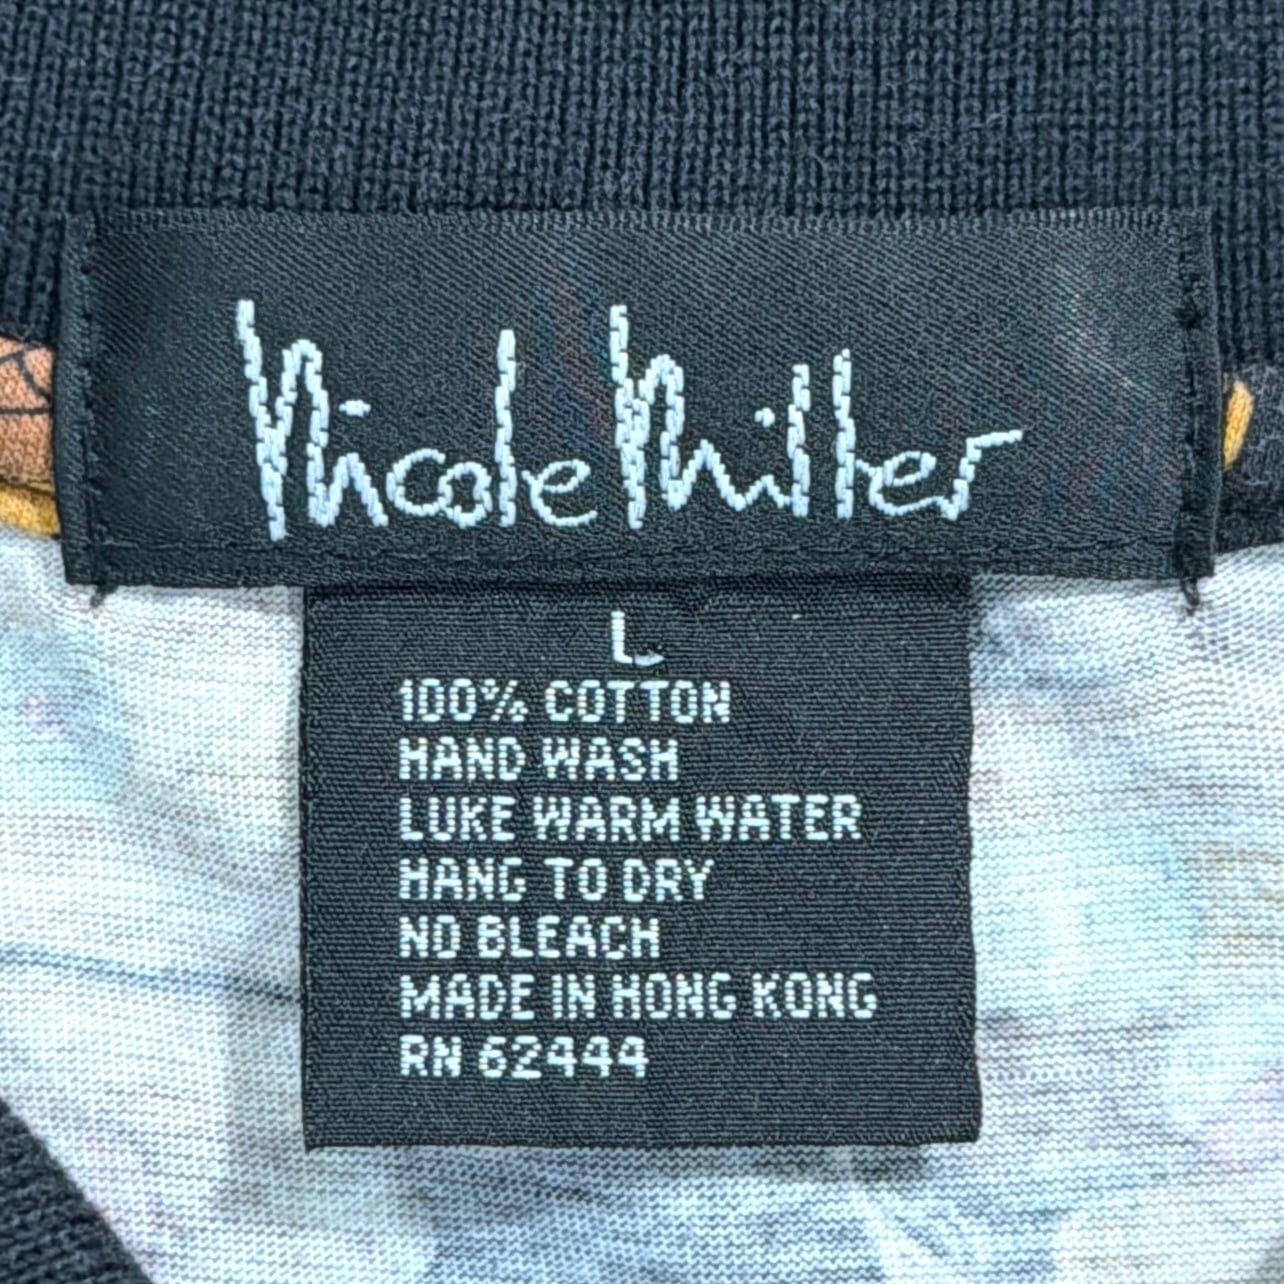 Nicole Miller
L
100% COTTON
HAND WASH
LUKE WARM WATER
HANG TO DRY
NO BLEACH
MADE IN HONG KONG
RN 62444